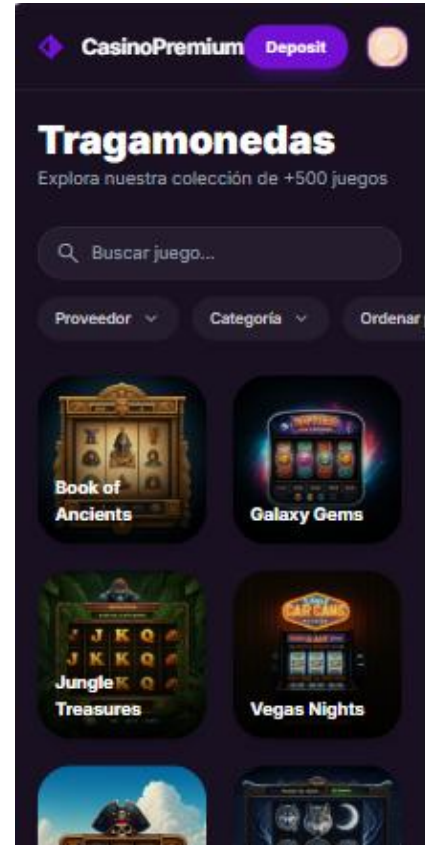 CasinoPremium
Deposit
Tragamonedas
Explora nuestra colección de +500 juegos
Buscar juego...
Proveedor
Categoría
Ordenar
Book of
Ancients
Galaxy Gems
J J K Q
J K K Q
Jungle K Q
Treasures
Vegas Nights